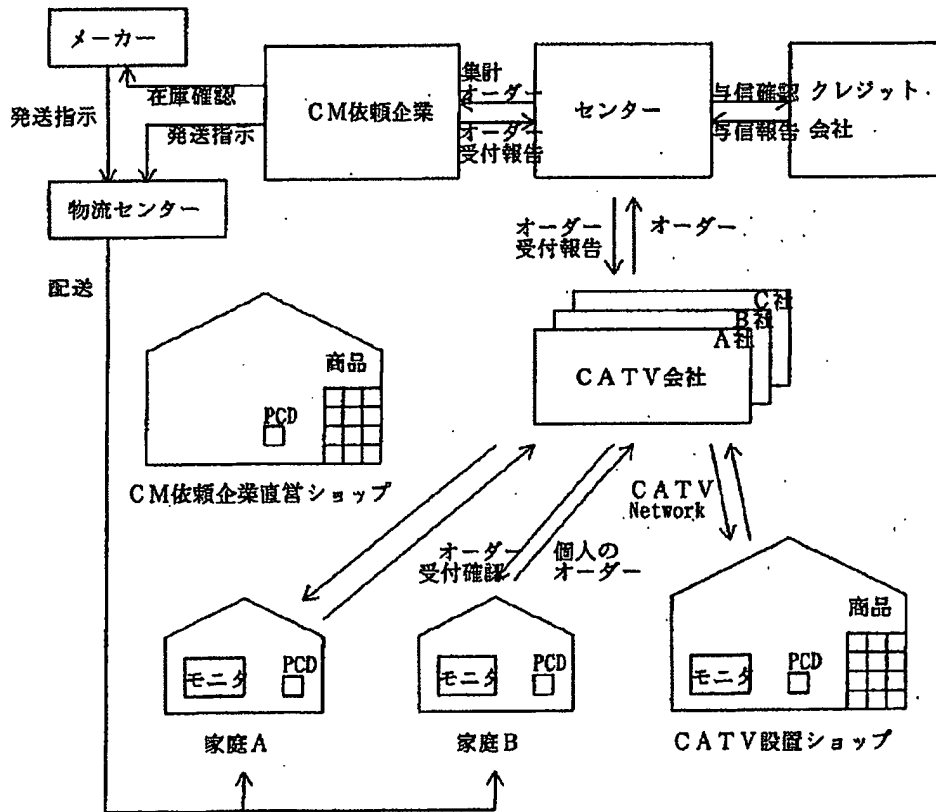 メーカー
発送指示
在庫確認
発送指示
物流センター
配送
CM依頼企業
集計
オーダー
オーダー
受付報告
センター
与信確認
与信報告
クレジット
会社
オーダー
受付報告
オーダー
C社
B社
A社
CATV会社
商品
PCD
CM依頼企業直営ショップ
オーダー
受付確認
個人の
オーダー
CATV
Network
モニタ
PCD
家庭A
モニタ
PCD
家庭B
商品
モニタ
PCD
CATV設置ショップ